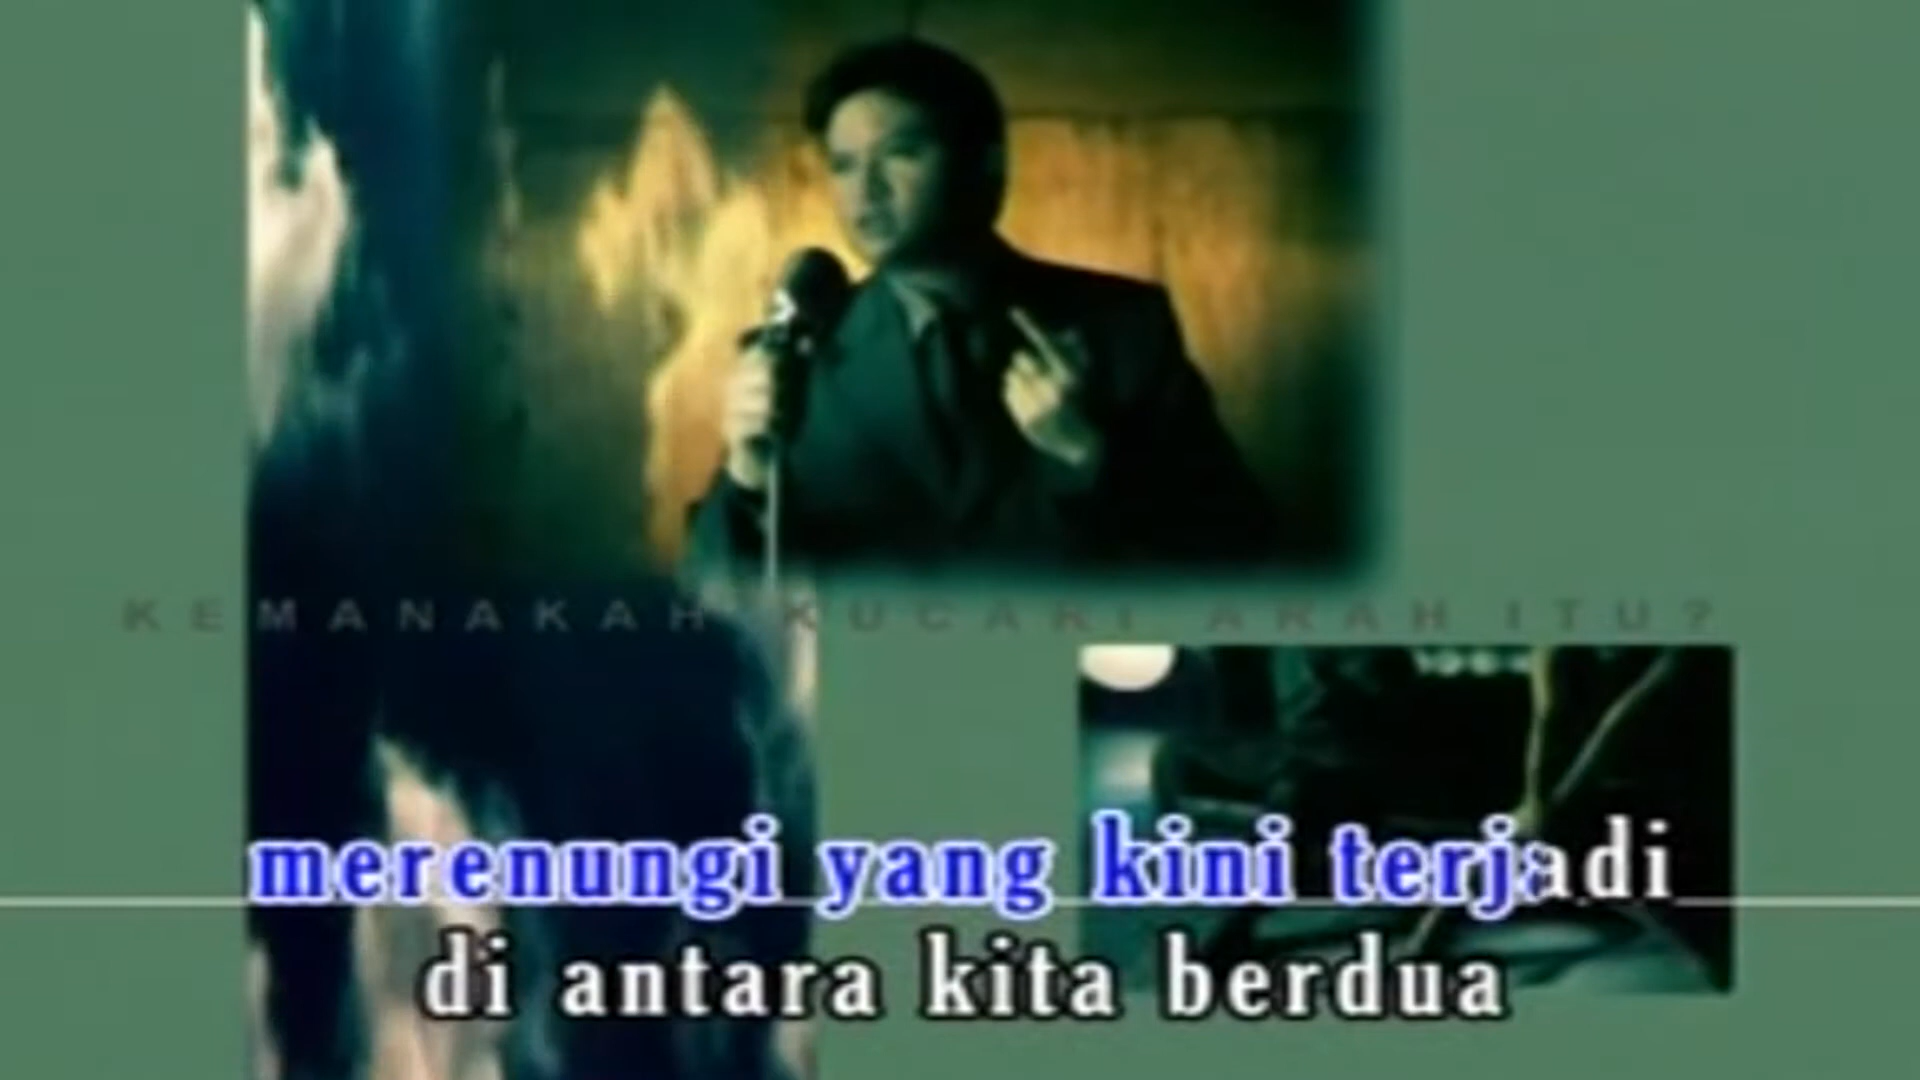 KEMANAKAH KUCARI ARAH ITU?
merenungi yang kini terjadi
di antara kita berdua